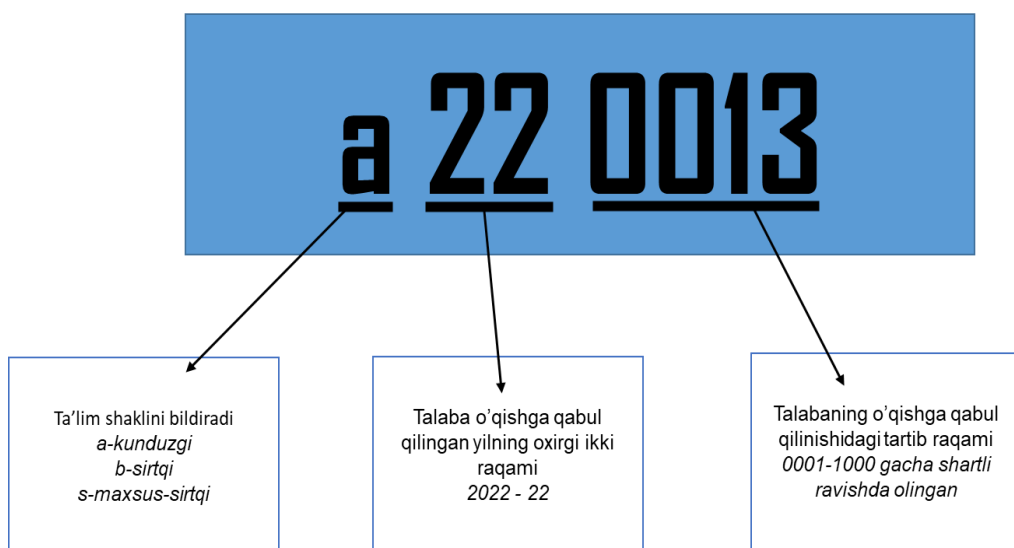 a 22 0013
Ta’lim shaklini bildiradi
a-kunduzgi
b-sirtqi
s-maxsus-sirtqi
Talaba o’qishga qabul
qilingan yilning oxirgi ikki
raqami
2022 - 22
Talabaning o’qishga qabul
qilinishidagi tartib raqami
0001-1000 gacha shartli
ravishda olingan